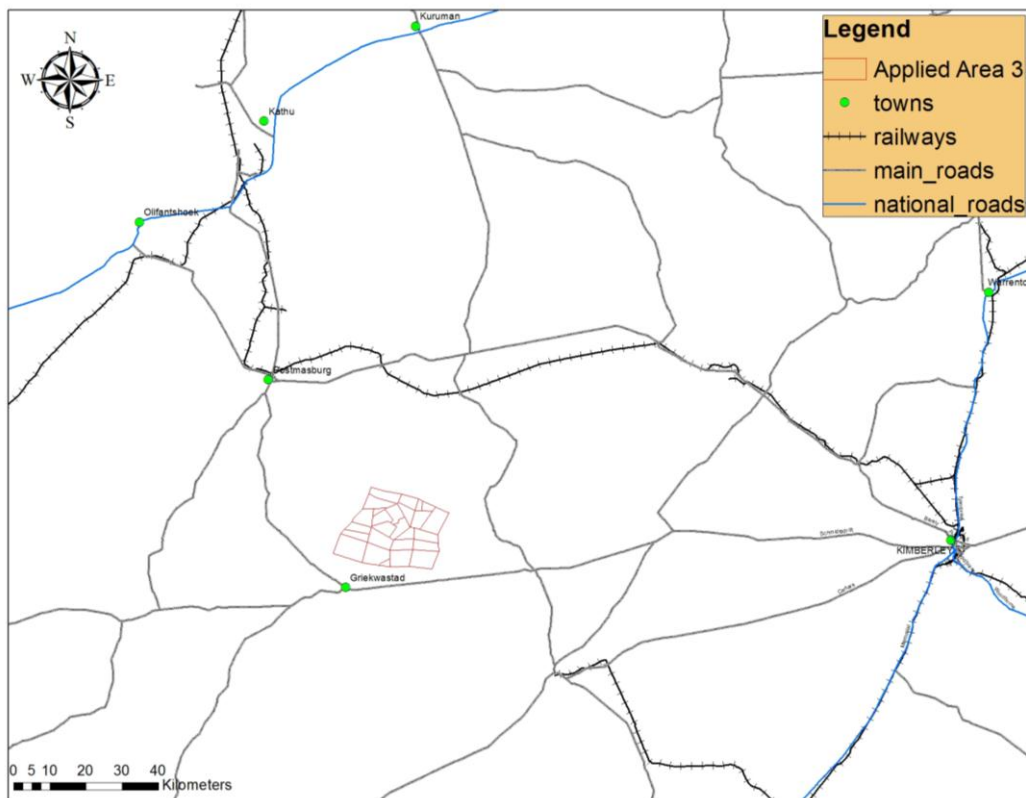 Kuruman
Legend
Applied Area 3
towns
railways
main_roads
national_roads
N
W
E
S
Kathu
Olifantshoek
Warrento
Postmasburg
Griekwastad
KIMBERLEY
0 5 10 20 30 40
Kilometers